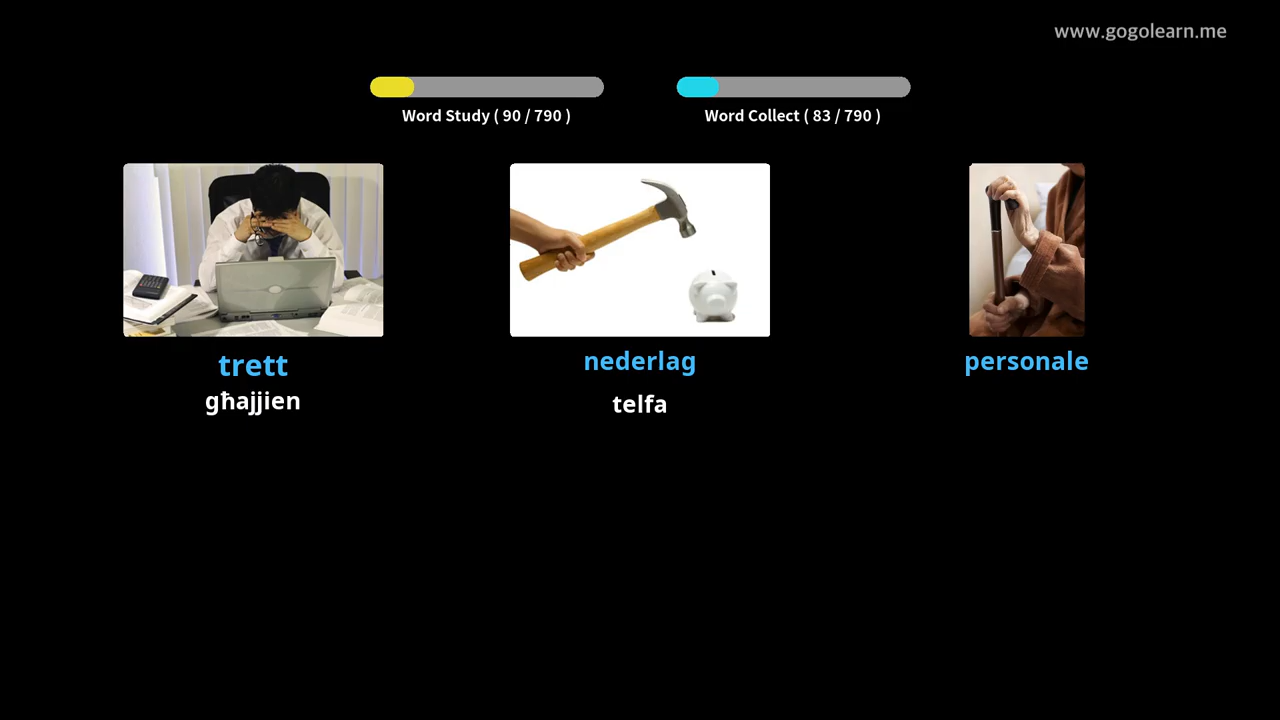 www.gogolearn.me
Word Study ( 90 / 790 )
Word Collect ( 83 / 790 )
trett
għajjien
nederlag
telfa
personale